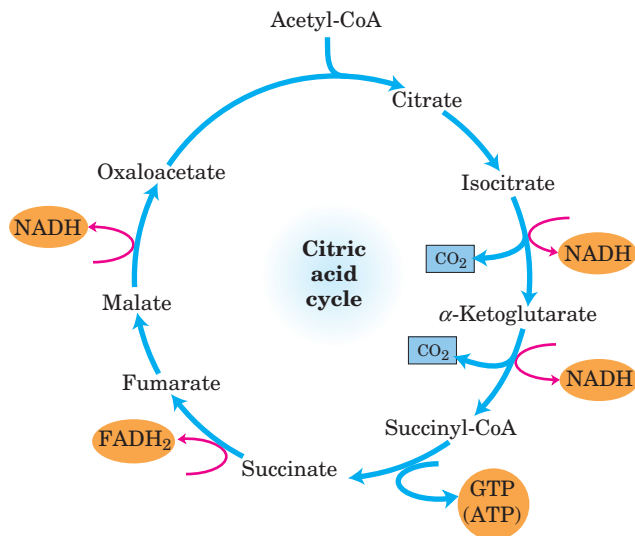 Acetyl-CoA
Citrate
Oxaloacetate
Isocitrate
NADH
Citric
acid
cycle
CO₂
NADH
Malate
α-Ketoglutarate
CO₂
Fumarate
NADH
Succinyl-CoA
FADH₂
Succinate
GTP
(ATP)